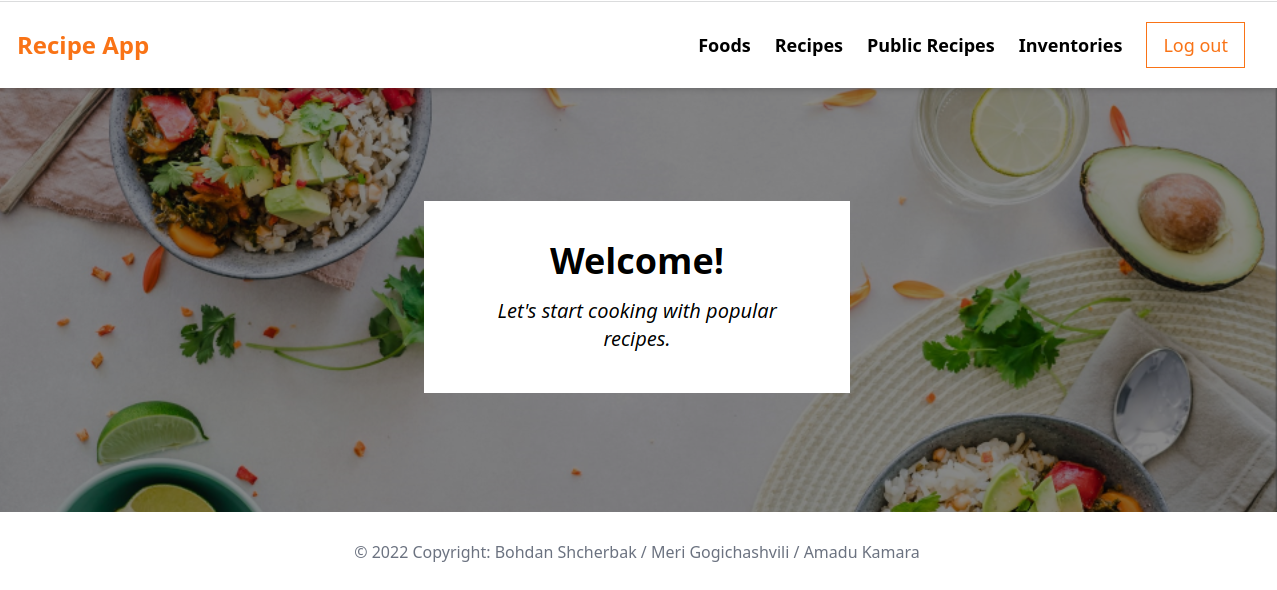 Recipe App
Foods Recipes Public Recipes Inventories Log out
Welcome!
Let's start cooking with popular
recipes.
© 2022 Copyright: Bohdan Shcherbak / Meri Gogichashvili / Amadu Kamara